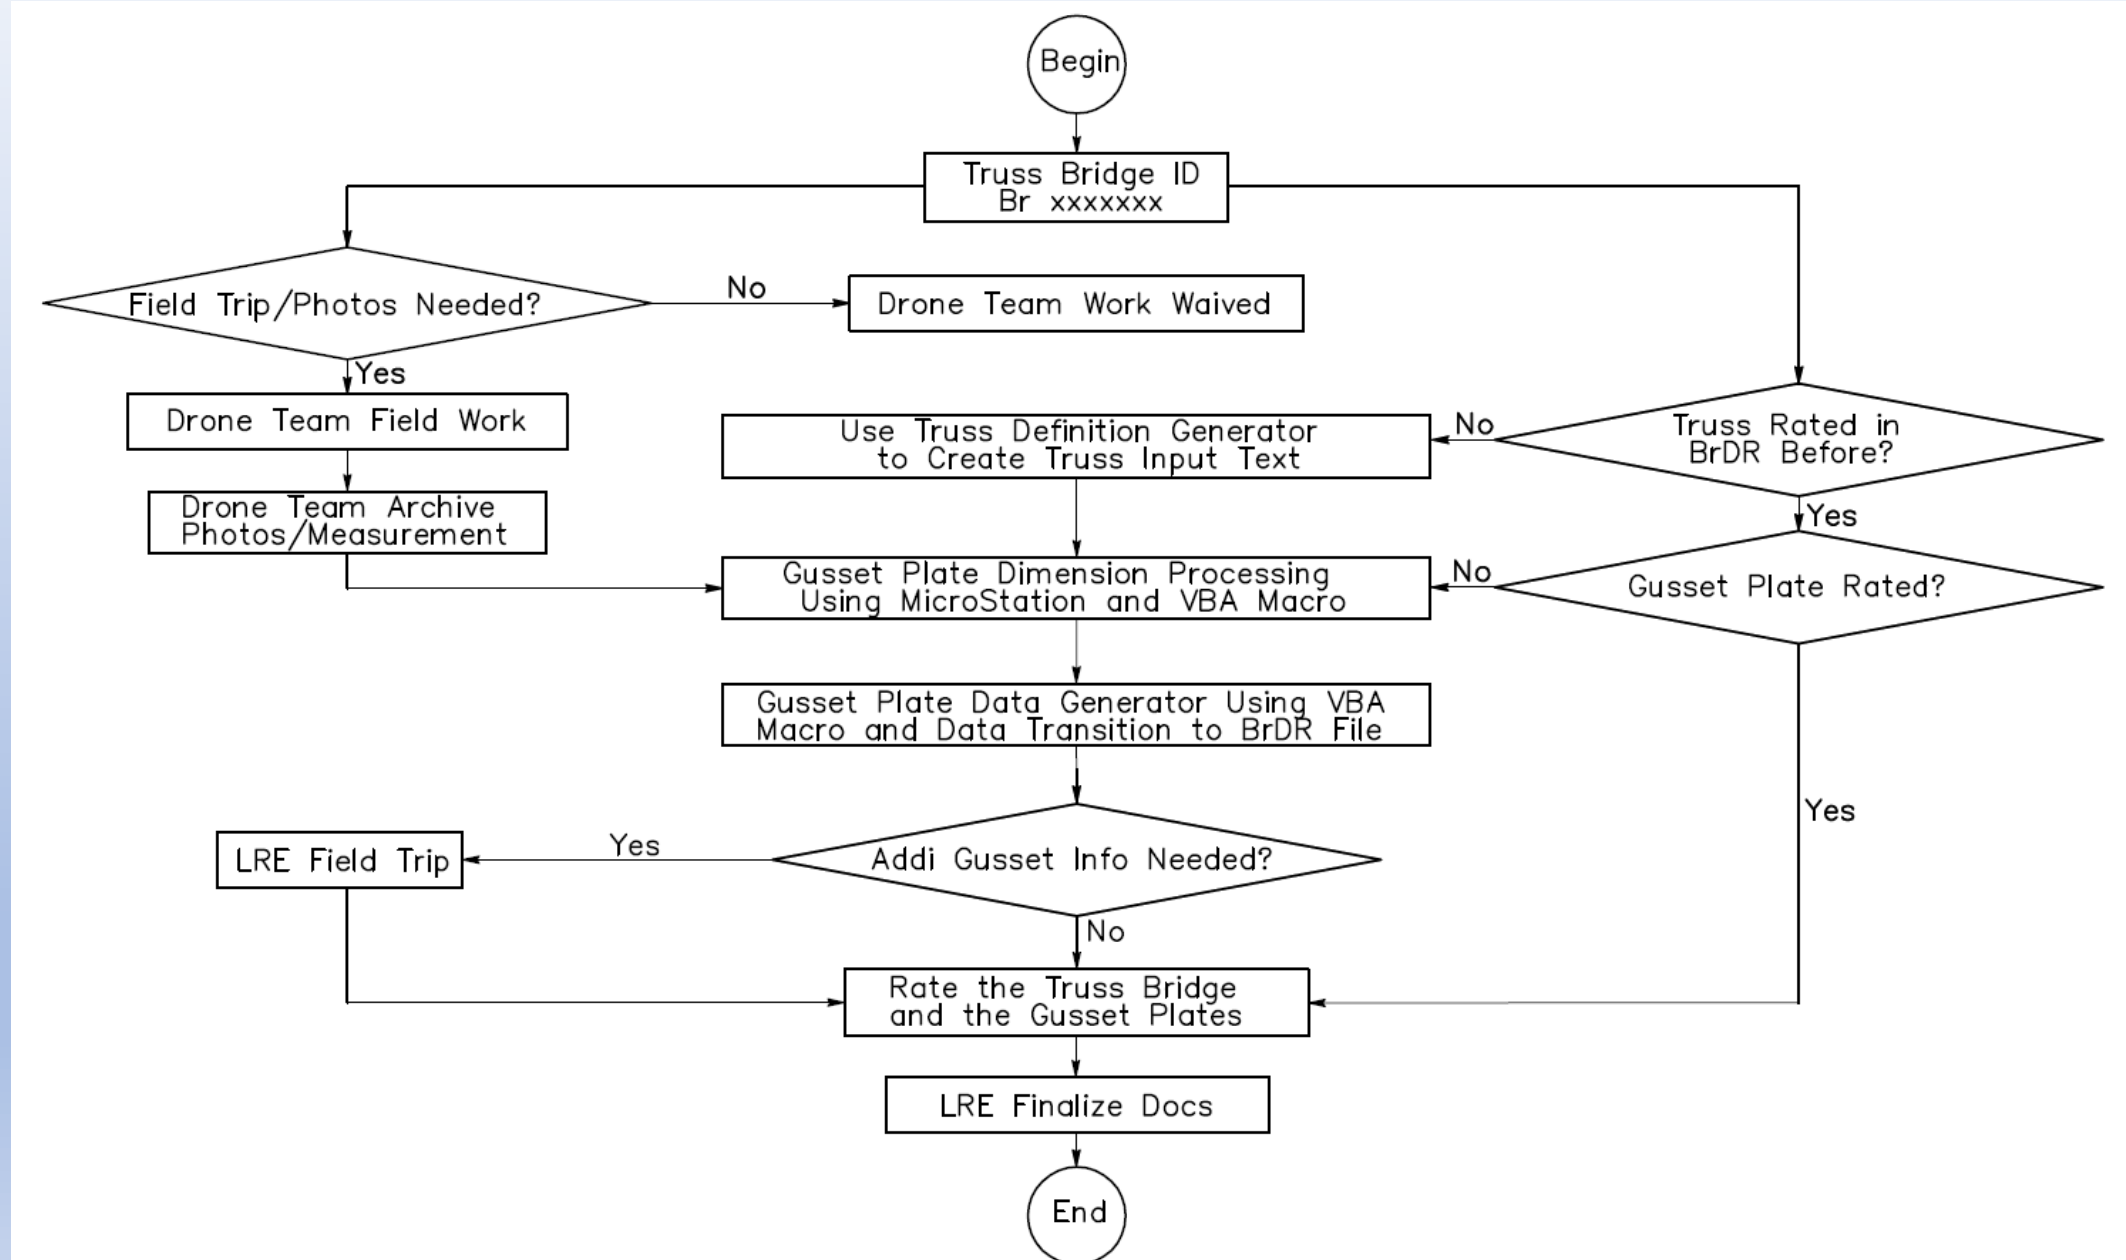 Begin
Truss Bridge ID
Br xxxxxxx
Field Trip/Photos Needed?
No
Drone Team Work Waived
Yes
Drone Team Field Work
Use Truss Definition Generator
to Create Truss Input Text
No
Truss Rated in
BrDR Before?
Drone Team Archive
Photos/Measurement
Yes
Gusset Plate Dimension Processing
Using MicroStation and VBA Macro
No
Gusset Plate Rated?
Gusset Plate Data Generator Using VBA
Macro and Data Transition to BrDR File
Yes
LRE Field Trip
Yes
Addi Gusset Info Needed?
No
Rate the Truss Bridge
and the Gusset Plates
LRE Finalize Docs
End